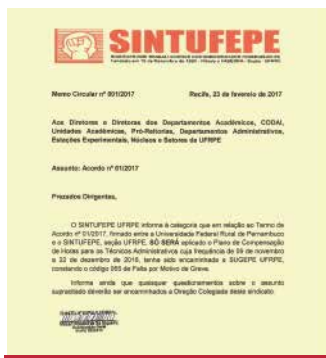 SINTUFEPE
Memo Circular nº 001/2017
Recife, 23 de fevereiro de 2017
Aos Diretores e Diretoras dos Departamentos Acadêmicos, CODAI,
Unidades Acadêmicas, Pró-Reitorias, Departamentos Administrativos,
Estações Experimentais, Núcleos e Setores da UFRPE
Assunto: Acordo nº 01/2017
Prezados Dirigentes,
O SINTUFEPE UFRPE informa à categoria que em relação ao Termo de
Acordo nº 01/2017, firmado entre a Universidade Federal Rural de Pernambuco
e o SINTUFEPE, seção UFRPE, SÓ SERÁ aplicado o Plano de Compensação
de Horas para os Técnicos Administrativos cuja frequência de 09 de novembro
a 22 de dezembro de 2016, tenha sido encaminhada a SUGEPE UFRPE,
constando o código de Falta por Motivo de Greve.
Informa ainda que quaisquer questionamentos sobre o assunto
supracitado deverão ser encaminhados a Direção Colegiada deste sindicato.